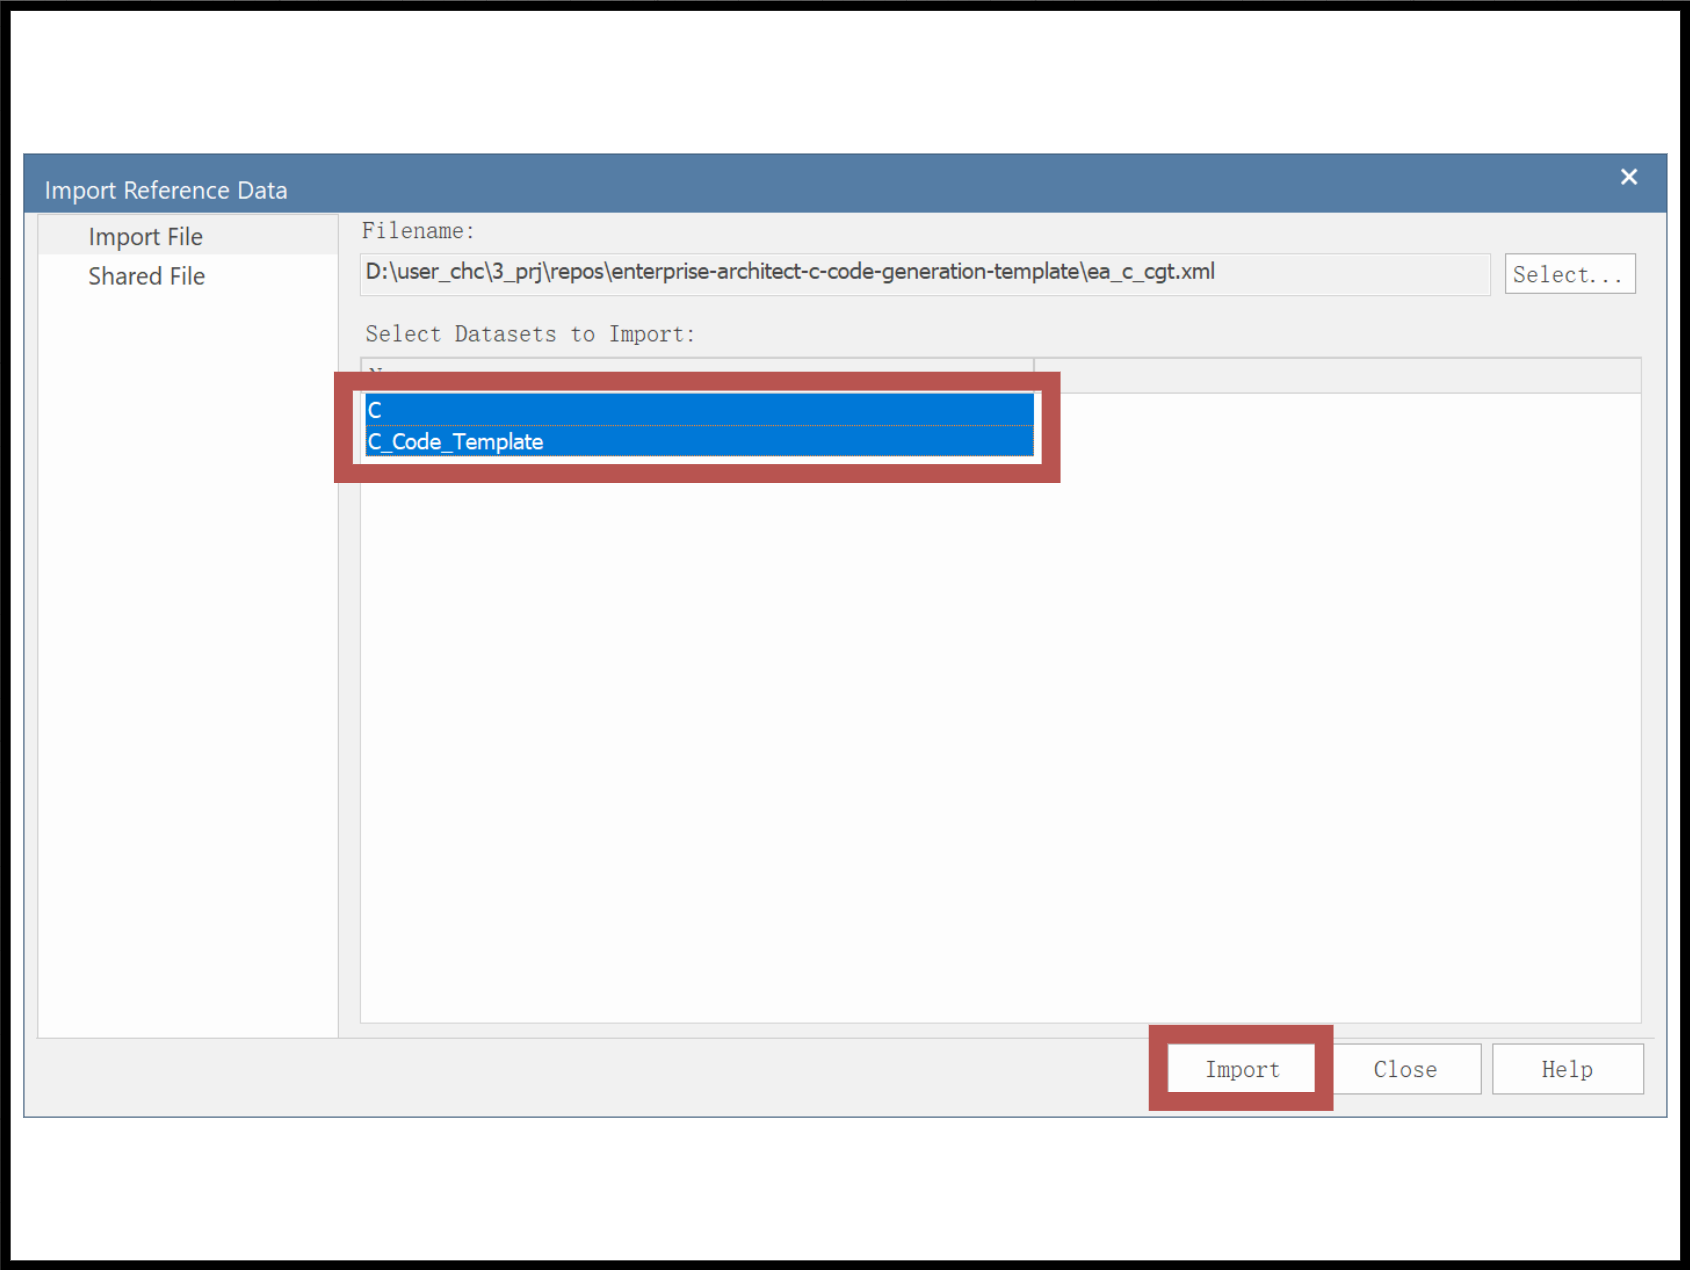 Import Reference Data
Import File
Shared File
Filename:
D:\user_chc\3_prj\repos\enterprise-architect-c-code-generation-template\ea_c_cgt.xml
Select...
Select Datasets to Import:
C
C_Code_Template
Import
Close
Help